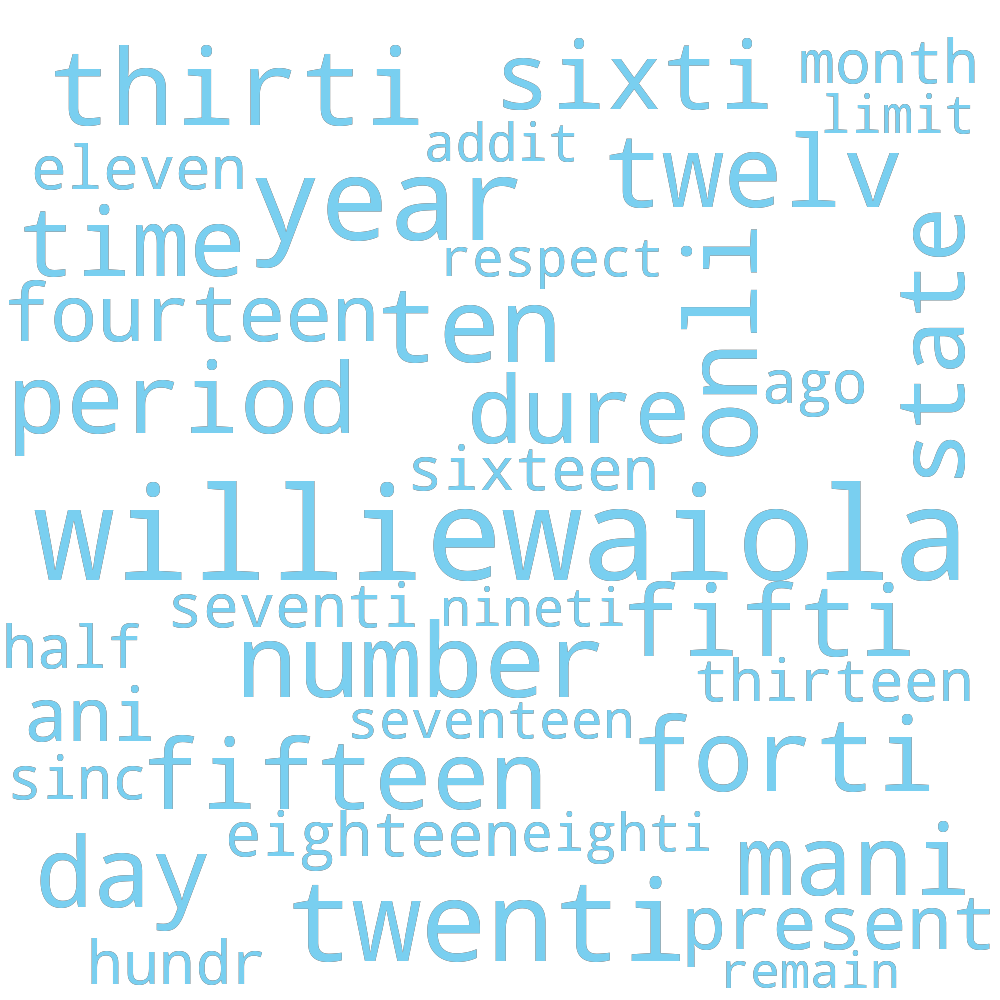 thirti
sixti
month
limit
addit
eleven
year
twelv
time
respect
state
onli
fourteen
ten
period
dure
ago
sixteen
williewaiola
seventi
nineti
fifti
half
number
thirteen
ani
seventeen
forti
sinc
fifteen
eighteen
eighti
day
mani
twenti
present
hundr
remain